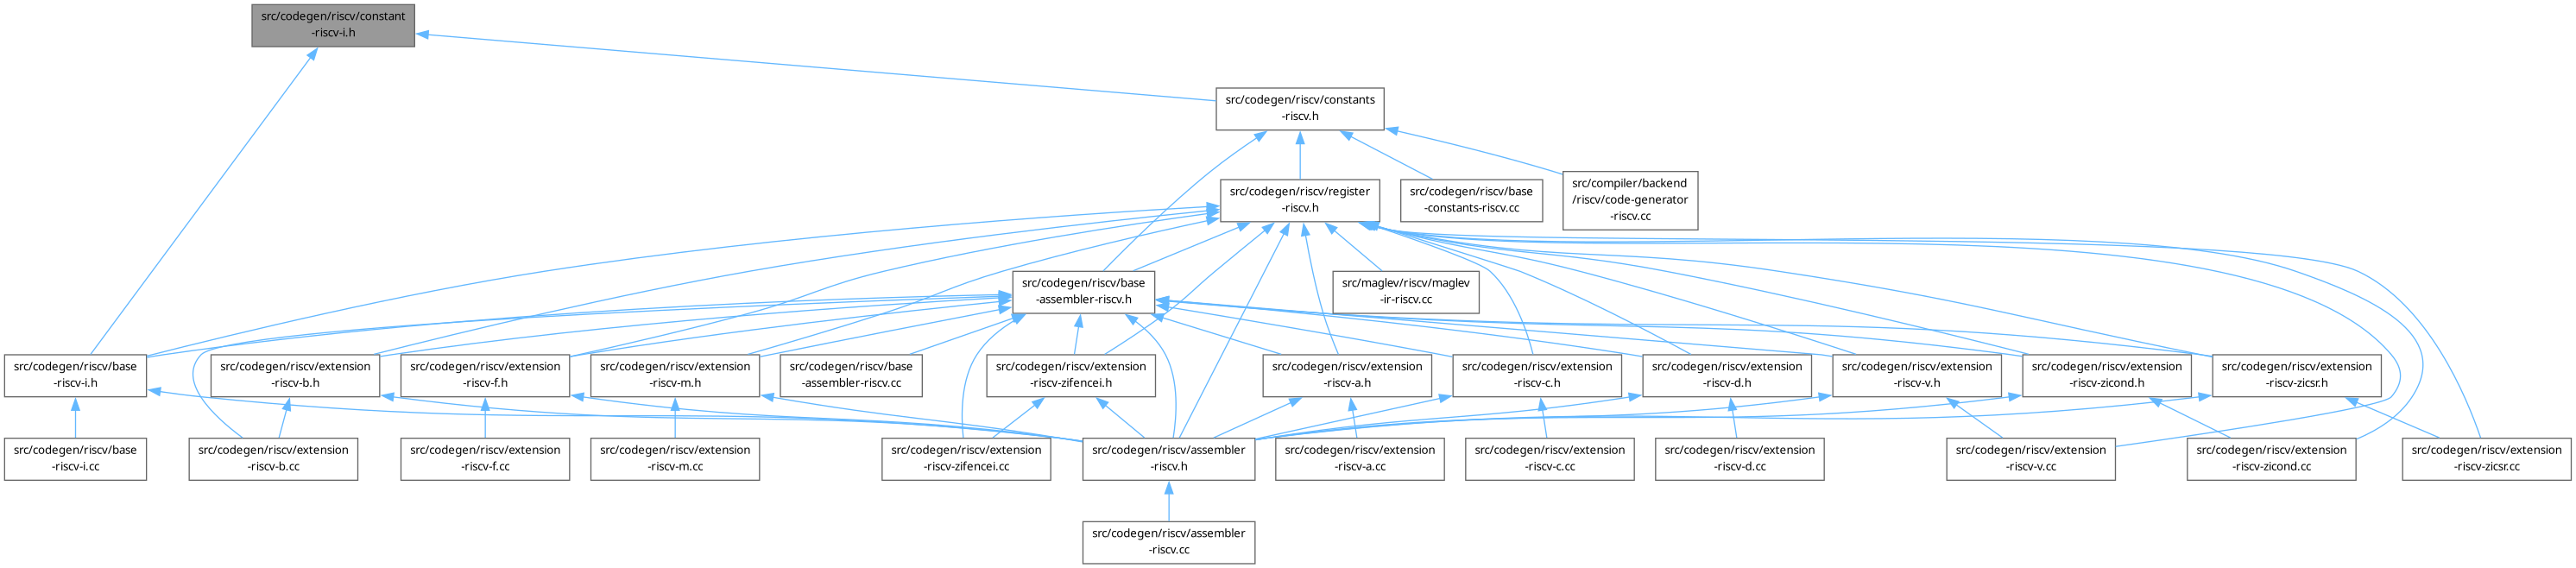 src/codegen/riscv/constant
-riscv-i.h
src/codegen/riscv/constants
-riscv.h
src/codegen/riscv/register
-riscv.h
src/codegen/riscv/base
-constants-riscv.cc
src/compiler/backend
/riscv/code-generator
-riscv.cc
src/codegen/riscv/base
-assembler-riscv.h
src/maglev/riscv/maglev
-ir-riscv.cc
src/codegen/riscv/base
-riscv-i.h
src/codegen/riscv/extension
-riscv-b.h
src/codegen/riscv/extension
-riscv-f.h
src/codegen/riscv/extension
-riscv-m.h
src/codegen/riscv/base
-assembler-riscv.cc
src/codegen/riscv/extension
-riscv-zifencei.h
src/codegen/riscv/extension
-riscv-a.h
src/codegen/riscv/extension
-riscv-c.h
src/codegen/riscv/extension
-riscv-d.h
src/codegen/riscv/extension
-riscv-v.h
src/codegen/riscv/extension
-riscv-zicond.h
src/codegen/riscv/extension
-riscv-zicsr.h
src/codegen/riscv/base
-riscv-i.cc
src/codegen/riscv/extension
-riscv-b.cc
src/codegen/riscv/extension
-riscv-f.cc
src/codegen/riscv/extension
-riscv-m.cc
src/codegen/riscv/extension
-riscv-zifencei.cc
src/codegen/riscv/assembler
-riscv.h
src/codegen/riscv/extension
-riscv-a.cc
src/codegen/riscv/extension
-riscv-c.cc
src/codegen/riscv/extension
-riscv-d.cc
src/codegen/riscv/extension
-riscv-v.cc
src/codegen/riscv/extension
-riscv-zicond.cc
src/codegen/riscv/extension
-riscv-zicsr.cc
src/codegen/riscv/assembler
-riscv.cc